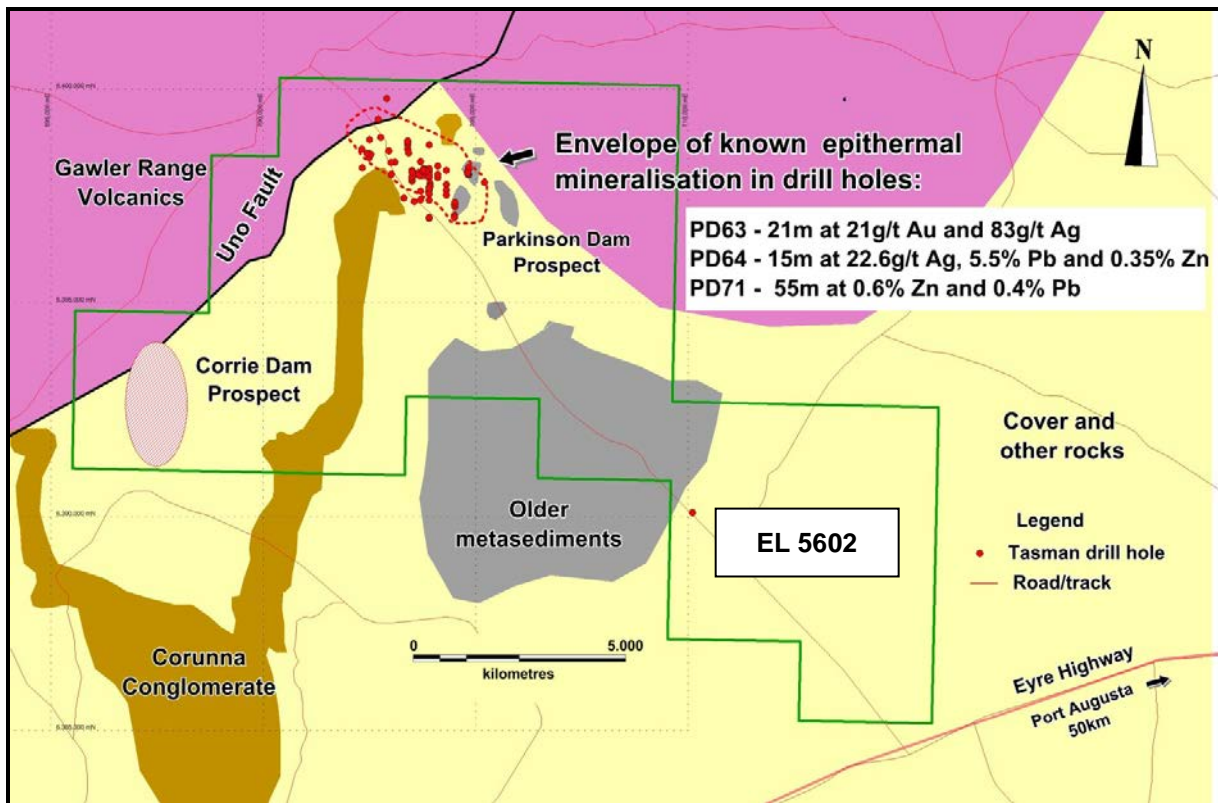 N
Envelope of known epithermal
mineralisation in drill holes:
Gawler Range
Volcanics
Uno Fault
PD63 - 21m at 21g/t Au and 83g/t Ag
PD64 - 15m at 22.6g/t Ag, 5.5% Pb and 0.35% Zn
PD71 - 55m at 0.6% Zn and 0.4% Pb
Parkinson Dam
Prospect
Corrie Dam
Prospect
Cover and
other rocks
Older
metasediments
EL 5602
Legend
Tasman drill hole
Road/track
Corunna
Conglomerate
0 5.000
kilometres
Eyre Highway
Port Augusta
50km